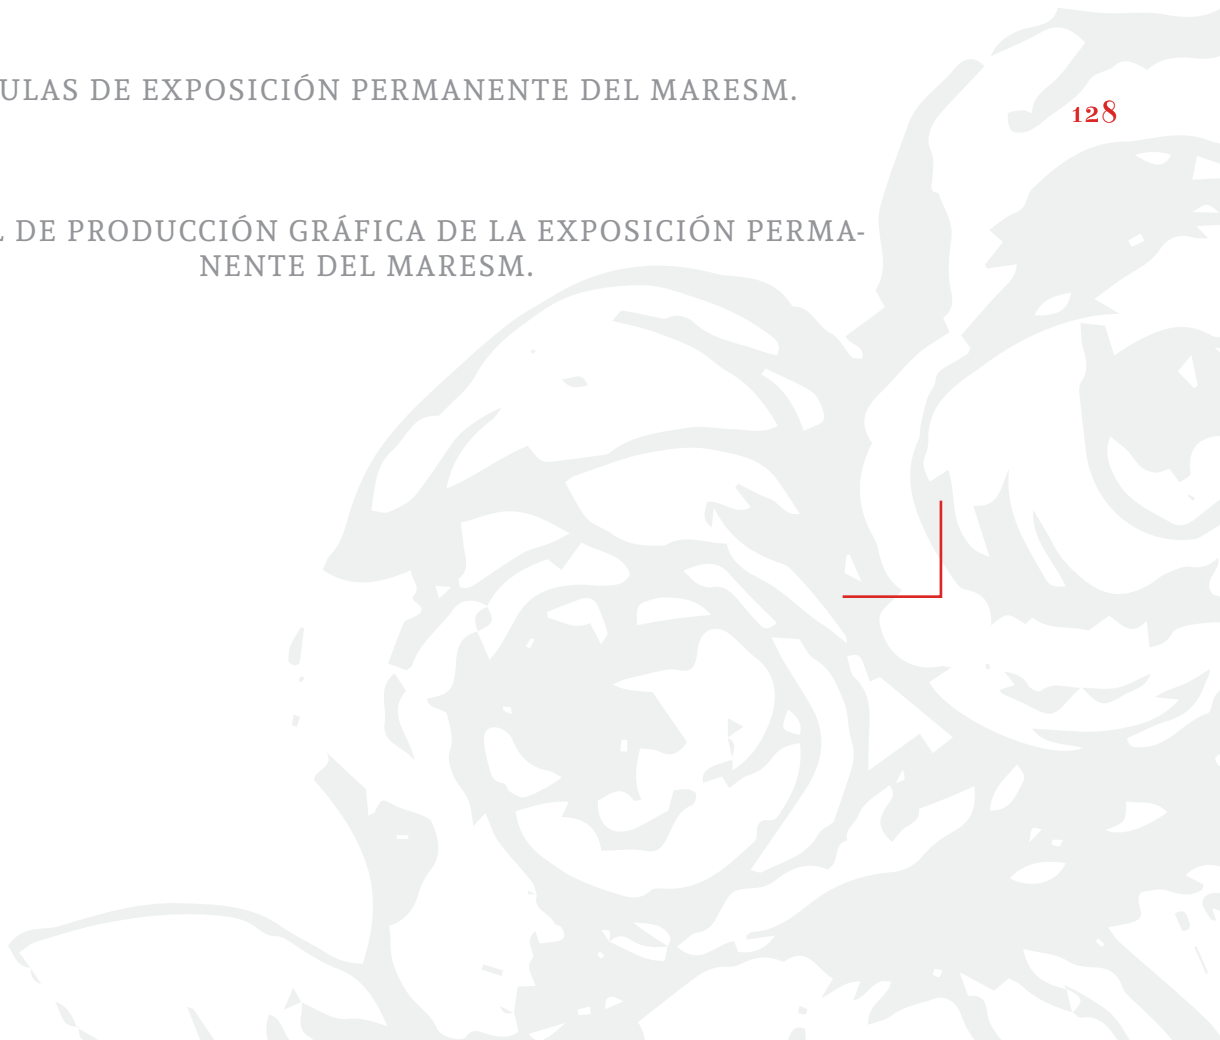 ULAS DE EXPOSICIÓN PERMANENTE DEL MARESM.
128
DE PRODUCCIÓN GRÁFICA DE LA EXPOSICIÓN PERMA-
NENTE DEL MARESM.